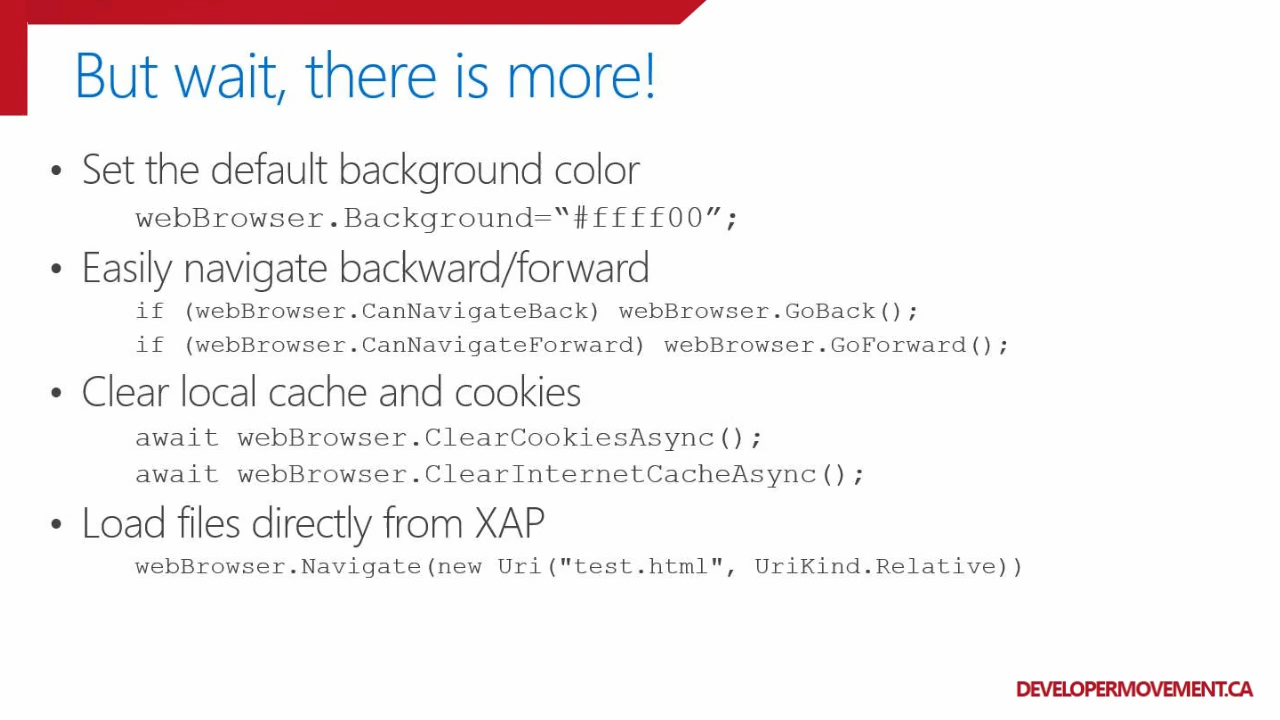 But wait, there is more!
• Set the default background color
webBrowser.Background=“#ffff00”;
• Easily navigate backward/forward
if (webBrowser.CanNavigateBack) webBrowser.GoBack();
if (webBrowser.CanNavigateForward) webBrowser.GoForward();
• Clear local cache and cookies
await webBrowser.ClearCookiesAsync();
await webBrowser.ClearInternetCacheAsync();
• Load files directly from XAP
webBrowser.Navigate(new Uri("test.html", UriKind.Relative))
DEVELOPERMOVEMENT.CA